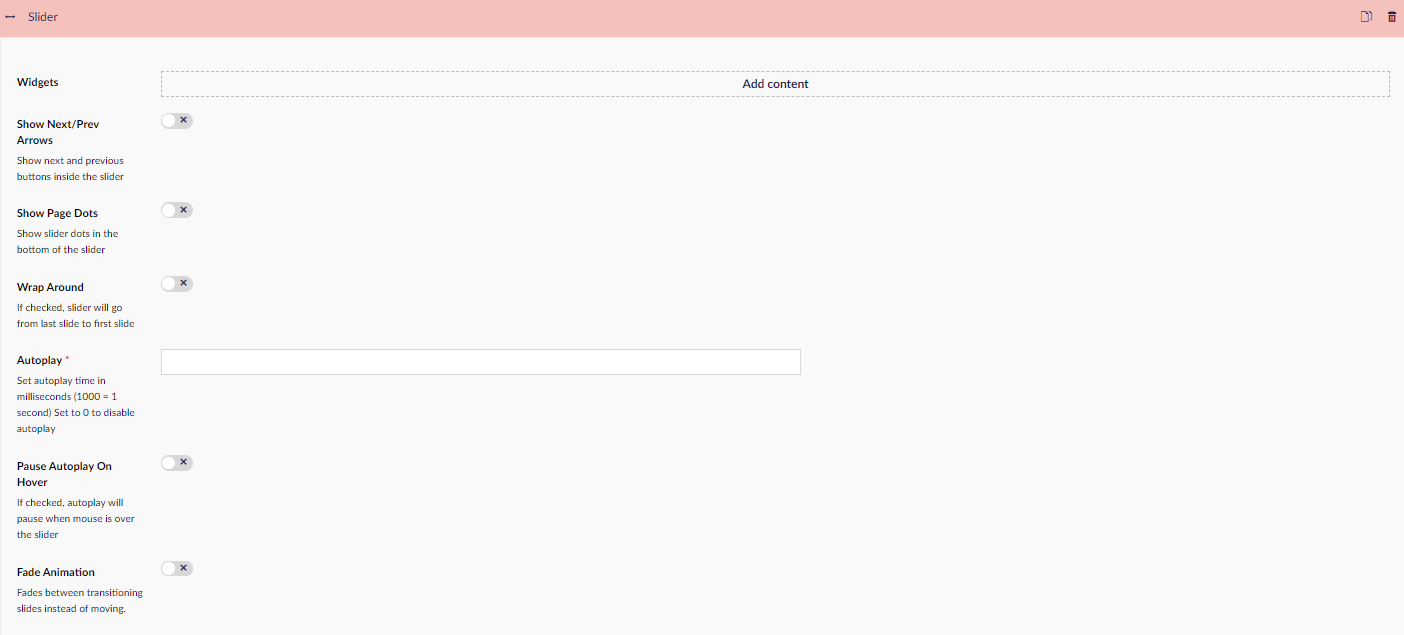 Slider
Widgets
Add content
Show Next/Prev
Arrows
Show next and previous
buttons inside the slider
Show Page Dots
Show slider dots in the
bottom of the slider
Wrap Around
If checked, slider will go
from last slide to first slide
Autoplay *
Set autoplay time in
milliseconds (1000 = 1
second) Set to 0 to disable
autoplay
Pause Autoplay On
Hover
If checked, autoplay will
pause when mouse is over
the slider
Fade Animation
Fades between transitioning
slides instead of moving.